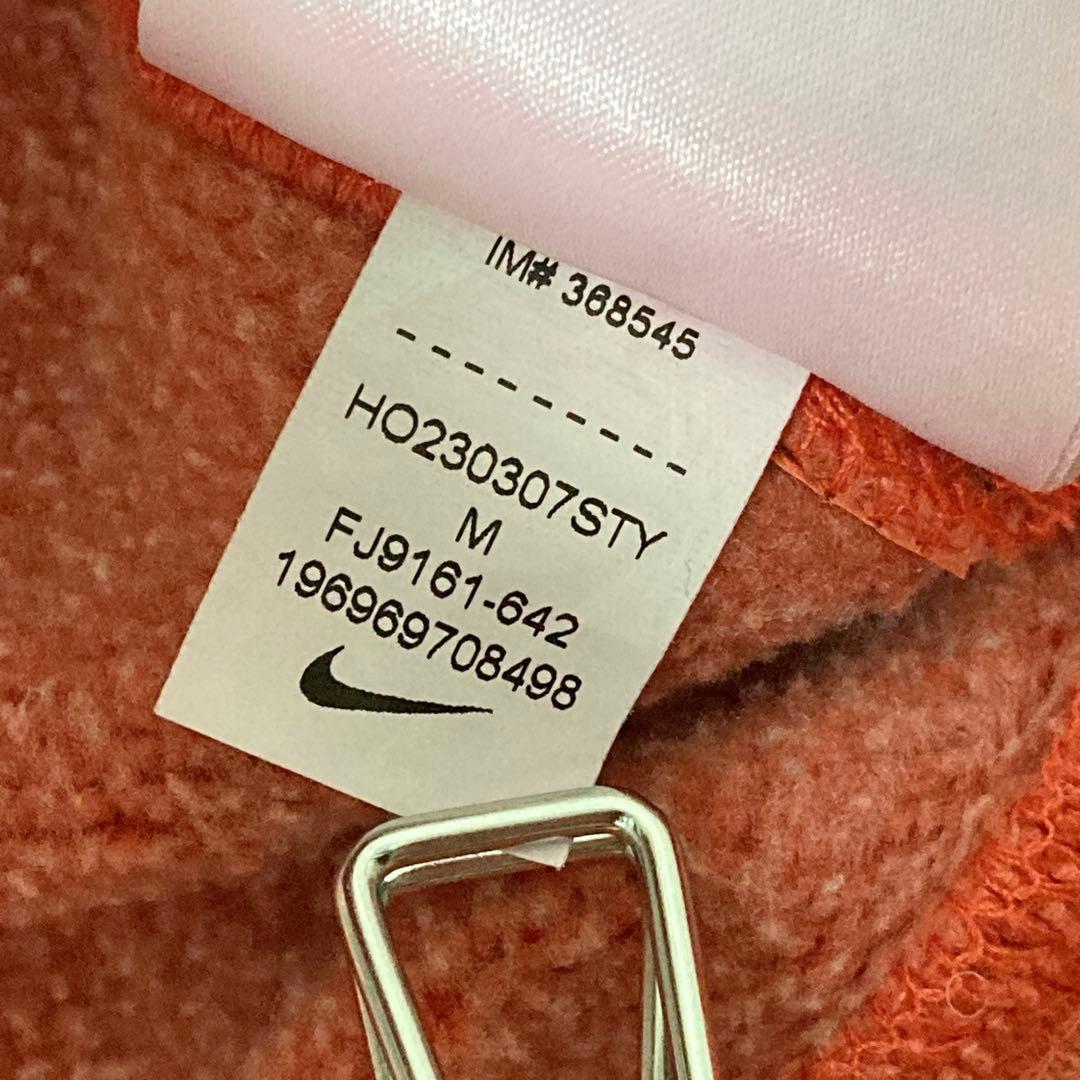 IM# 368545
---------
HO230307STY
M
FJ9161-642
196969708498